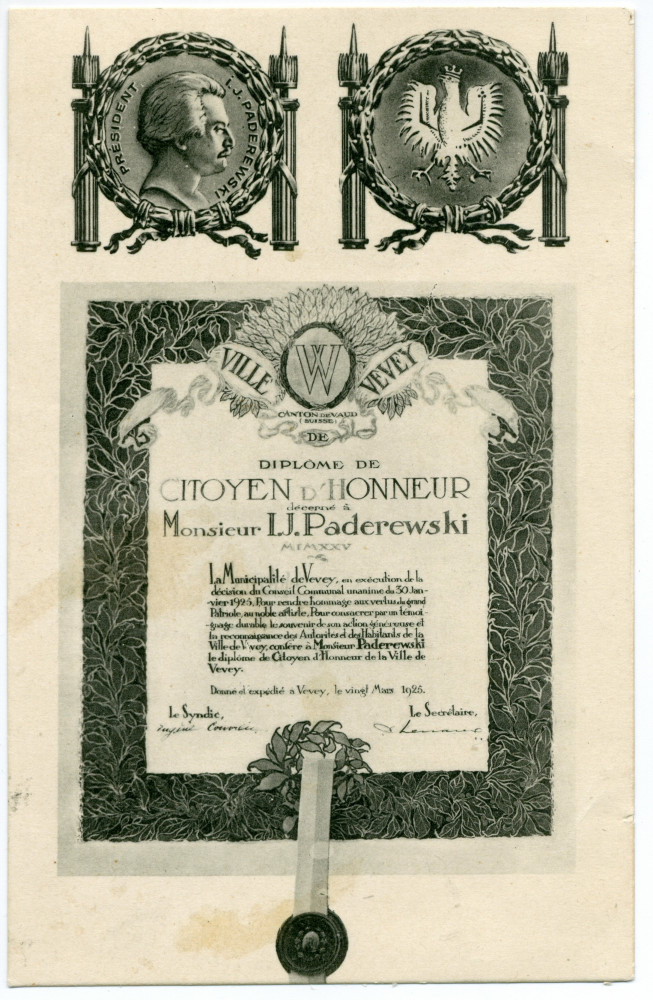 PRÉSIDENT I.J. PADEREWSKI
VILLE W VEVEY
CANTON DE VAUD
(SUISSE)
DE
DIPLÔME DE
CITOYEN D'HONNEUR
décerné à
Monsieur I.J. Paderewski
MIMXXV
La Municipalité de Vevey, en exécution de la
décision du Conseil Communal unanime du 30 Jan-
-vier 1925, Pour rendre hommage aux vertus du grand
Patriote, au noble artiste, Pour consacrer par un témoi-
gnage durable le souvenir de son action généreuse et
la reconnaissance des Autorités et des Habitants de la
Ville de Vevey, confère à Monsieur Paderewski
le diplôme de Citoyen d'Honneur de la Ville de
Vevey.
Donné et expédié à Vevey, le vingt Mars 1925.
Le Syndic, Le Secrétaire,